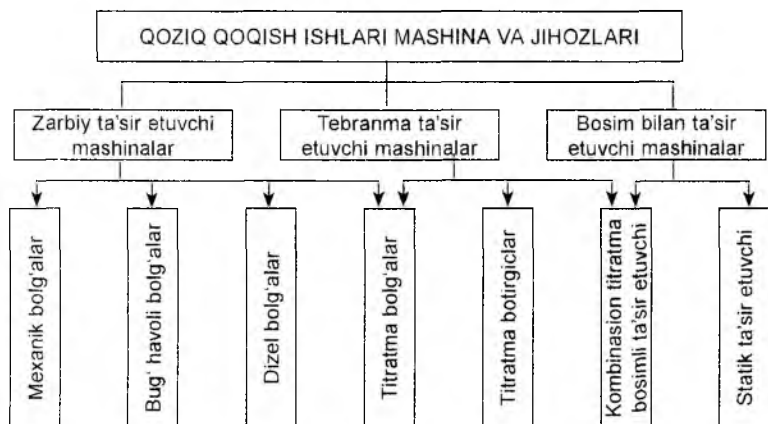 QOZIQ QOQISH ISHLARI MASHINA VA JIHOZLARI
Zarbiy ta'sir etuvchi
mashinalar
Tebranma ta'sir
etuvchi mashinalar
Bosim bilan ta'sir
etuvchi mashinalar
Mexanik bolg'alar
Bug' havoli bolg'alar
Dizel bolg'alar
Titratma bolg'alar
Titratma botirgiclar
Kombinasion titratma
bosimli ta'sir etuvchi
Statik ta'sir etuvchi